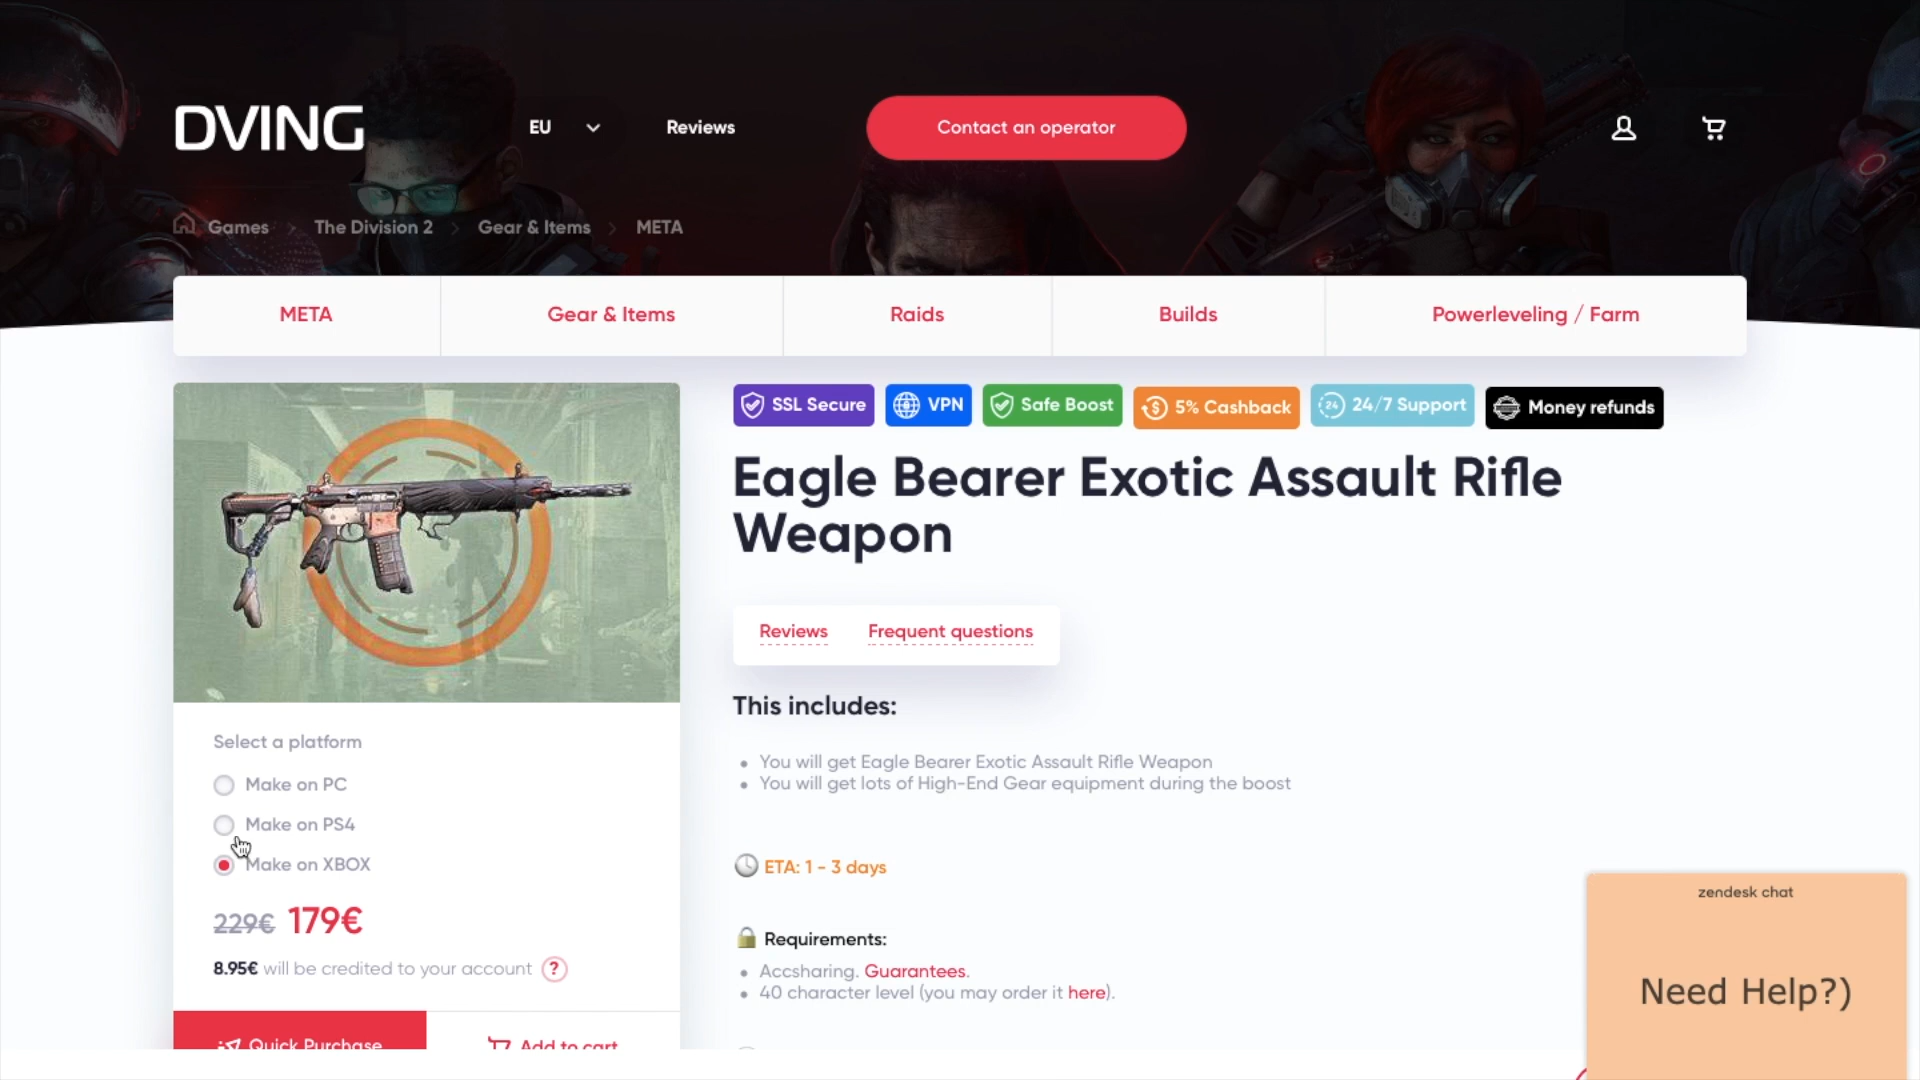 DVING
EU
Reviews
Contact an operator
Games > The Division 2 > Gear & Items > META
META
Gear & Items
Raids
Builds
Powerleveling / Farm
SSL Secure
VPN
Safe Boost
5% Cashback
24/7 Support
Money refunds
Eagle Bearer Exotic Assault Rifle
Weapon
Reviews
Frequent questions
This includes:
• You will get Eagle Bearer Exotic Assault Rifle Weapon
• You will get lots of High-End Gear equipment during the boost
ETA: 1 - 3 days
Requirements:
• Accsharing. Guarantees.
• 40 character level (you may order it here).
Select a platform
Make on PC
Make on PS4
Make on XBOX
229€ 179€
8.95€ will be credited to your account ?
Quick Purchase
Add to cart
zendesk chat
Need Help?)